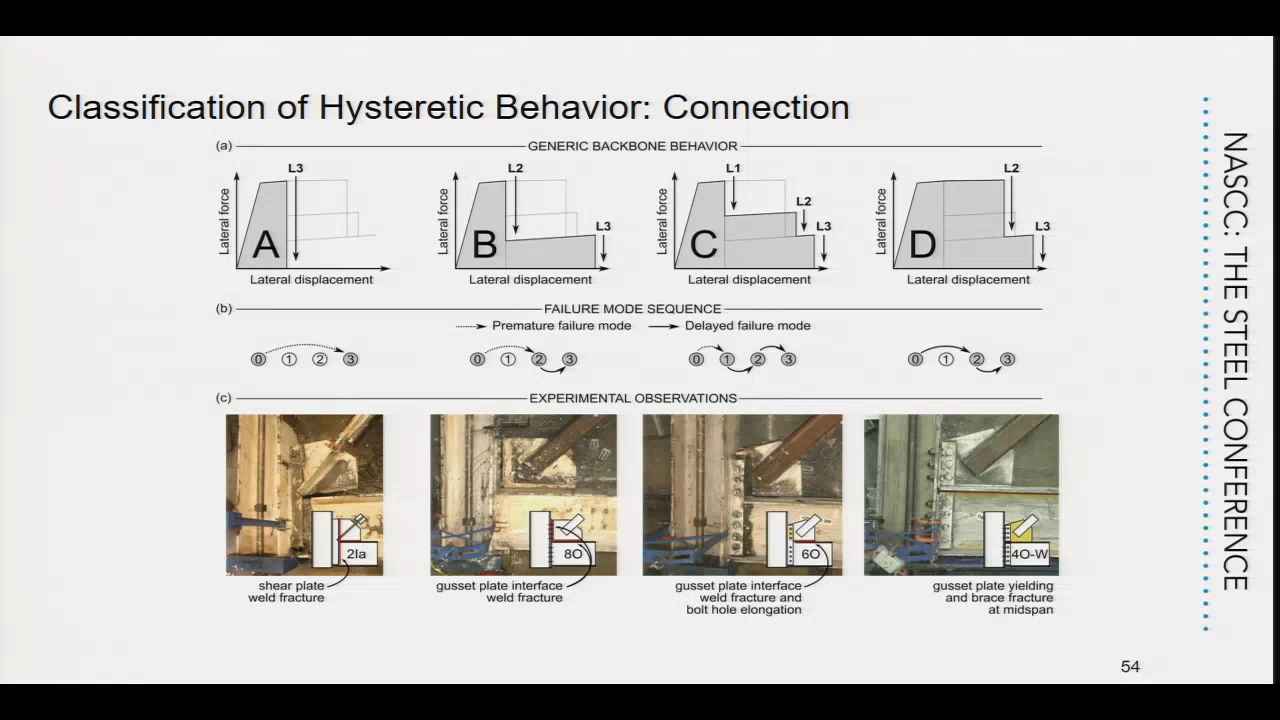 Classification of Hysteretic Behavior: Connection
(a) GENERIC BACKBONE BEHAVIOR
L3
Lateral force
A
Lateral displacement
L2
L3
Lateral force
B
Lateral displacement
L1
L2
L3
Lateral force
C
Lateral displacement
L2
L3
Lateral force
D
Lateral displacement
(b) FAILURE MODE SEQUENCE
Premature failure mode Delayed failure mode
0 1 2 3
0 1 2 3
0 1 2 3
0 1 2 3
(c) EXPERIMENTAL OBSERVATIONS
2Ia
8O
6O
4O-W
shear plate
weld fracture
gusset plate interface
weld fracture
gusset plate interface
weld fracture and
bolt hole elongation
gusset plate yielding
and brace fracture
at midspan
NASCC: THE STEEL CONFERENCE
54